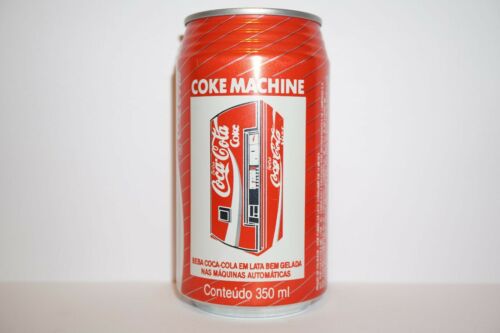 COKE MACHINE
Coca-Cola
Coke
Coca-Cola
BEBA COCA-COLA EM LATA BEM GELADA
NAS MÁQUINAS AUTOMÁTICAS
Conteúdo 350 ml